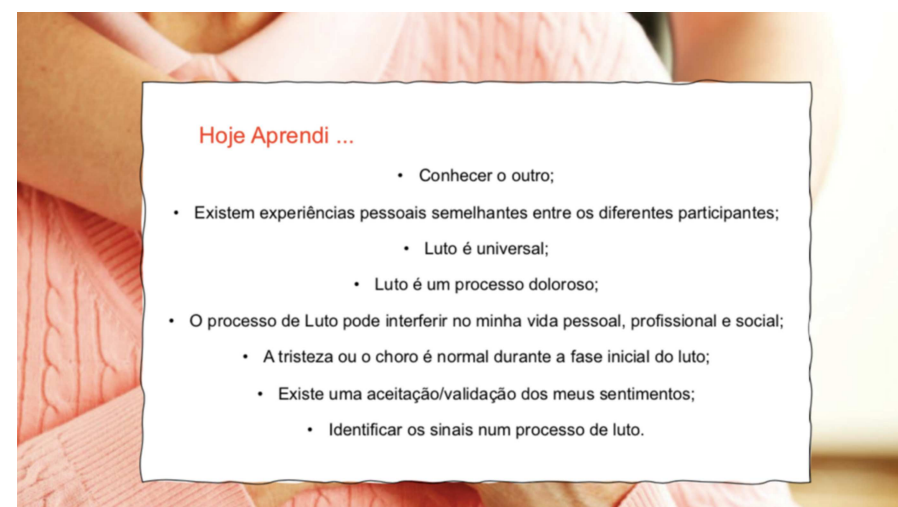 Hoje Aprendi ...
• Conhecer o outro;
• Existem experiências pessoais semelhantes entre os diferentes participantes;
• Luto é universal;
• Luto é um processo doloroso;
• O processo de Luto pode interferir no minha vida pessoal, profissional e social;
• A tristeza ou o choro é normal durante a fase inicial do luto;
• Existe uma aceitação/validação dos meus sentimentos;
• Identificar os sinais num processo de luto.